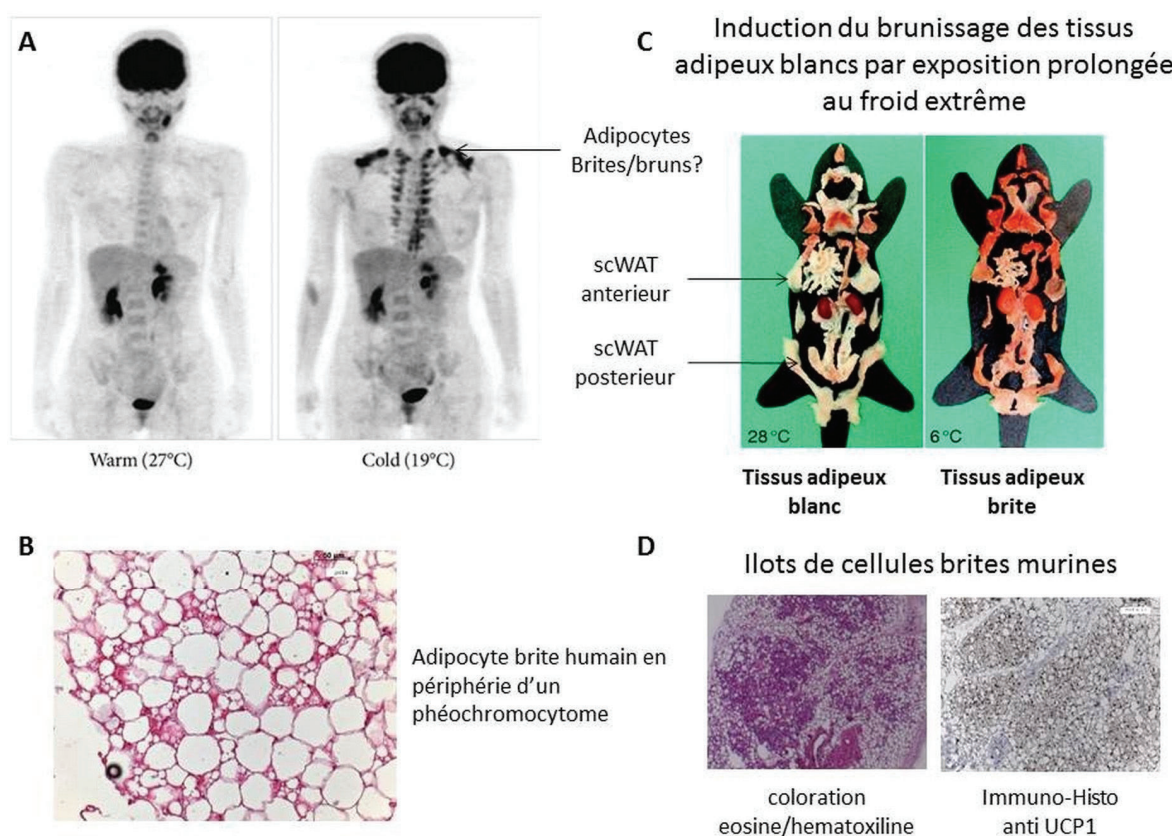 A
Warm (27°C)
Cold (19°C)
Adipocytes
Brites/bruns?
scWAT
anterieur
scWAT
posterieur
C
Induction du brunissage des tissus
adipeux blancs par exposition prolongée
au froid extrême
28 °C
6 °C
Tissus adipeux
blanc
Tissus adipeux
brite
B
50 µm
Adipocyte brite humain en
périphérie d'un
phéochromocytome
D
Ilots de cellules brites murines
coloration
eosine/hematoxiline
Immuno-Histo
anti UCP1